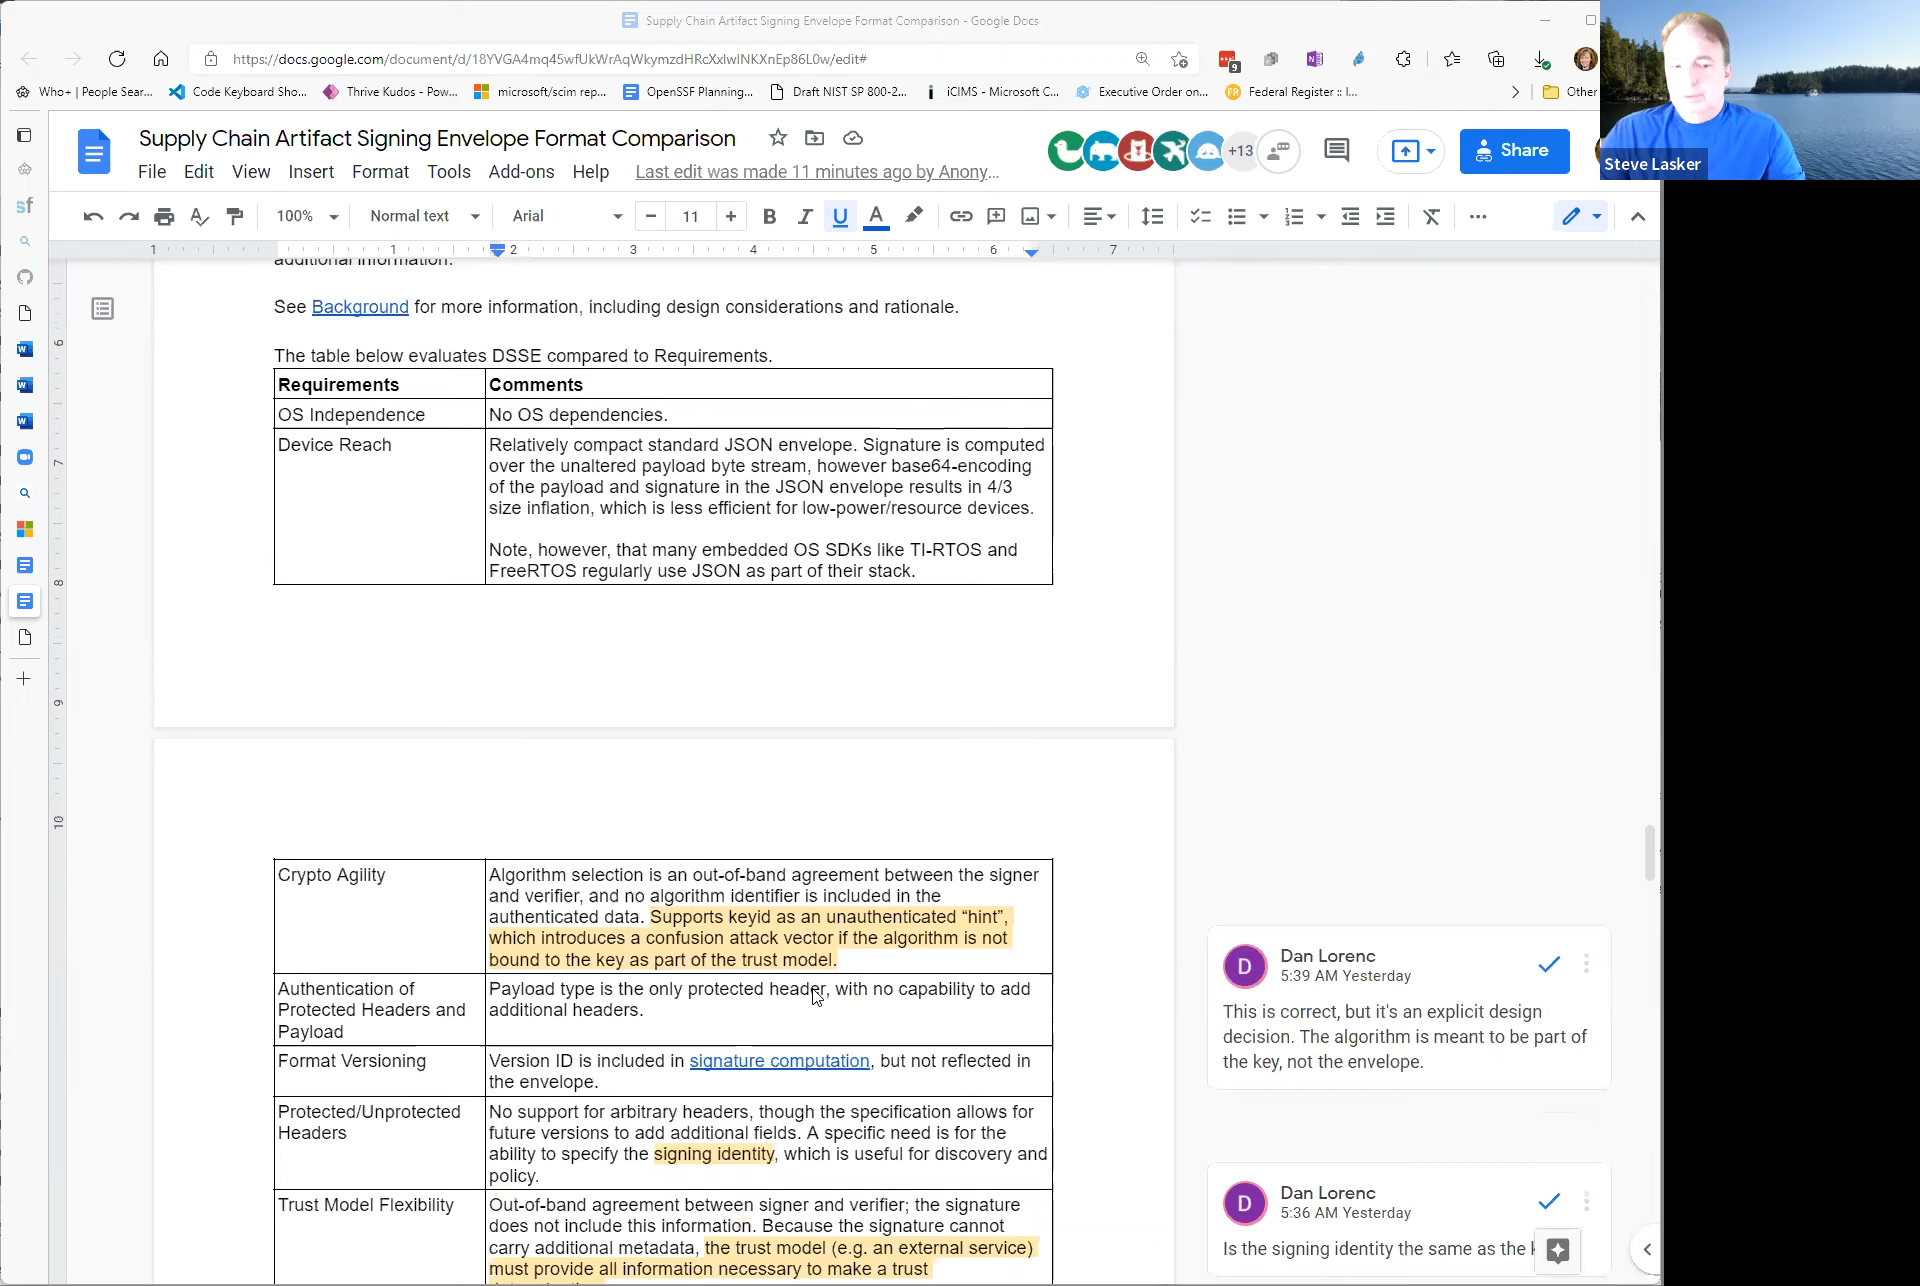 Supply Chain Artifact Signing Envelope Format Comparison - Google Docs
https://docs.google.com/document/d/18YVGA4mq45wfUkWrAqWkymzdHRcXxlwINKXnEp86L0w/edit#
9
Who+ | People Sear...
Code Keyboard Sho...
Thrive Kudos - Pow...
microsoft/scim rep...
OpenSSF Planning...
Draft NIST SP 800-2...
iCIMS - Microsoft C...
Executive Order on...
Federal Register :: I...
Other
Steve Lasker
Supply Chain Artifact Signing Envelope Format Comparison
+13
Share
File Edit View Insert Format Tools Add-ons Help Last edit was made 11 minutes ago by Anony...
100% Normal text Arial 11
1 1 2 3 4 5 6 7
additional information.
See Background for more information, including design considerations and rationale.
The table below evaluates DSSE compared to Requirements.
Requirements
Comments
OS Independence
No OS dependencies.
Device Reach
Relatively compact standard JSON envelope. Signature is computed
over the unaltered payload byte stream, however base64-encoding
of the payload and signature in the JSON envelope results in 4/3
size inflation, which is less efficient for low-power/resource devices.
Note, however, that many embedded OS SDKs like TI-RTOS and
FreeRTOS regularly use JSON as part of their stack.
6
7
8
9
10
Crypto Agility
Algorithm selection is an out-of-band agreement between the signer
and verifier, and no algorithm identifier is included in the
authenticated data. Supports keyid as an unauthenticated “hint”,
which introduces a confusion attack vector if the algorithm is not
bound to the key as part of the trust model.
Authentication of
Protected Headers and
Payload
Payload type is the only protected header, with no capability to add
additional headers.
Format Versioning
Version ID is included in signature computation, but not reflected in
the envelope.
Protected/Unprotected
Headers
No support for arbitrary headers, though the specification allows for
future versions to add additional fields. A specific need is for the
ability to specify the signing identity, which is useful for discovery and
policy.
Trust Model Flexibility
Out-of-band agreement between signer and verifier; the signature
does not include this information. Because the signature cannot
carry additional metadata, the trust model (e.g. an external service)
must provide all information necessary to make a trust
D
Dan Lorenc
5:39 AM Yesterday
This is correct, but it's an explicit design
decision. The algorithm is meant to be part of
the key, not the envelope.
D
Dan Lorenc
5:36 AM Yesterday
Is the signing identity the same as the